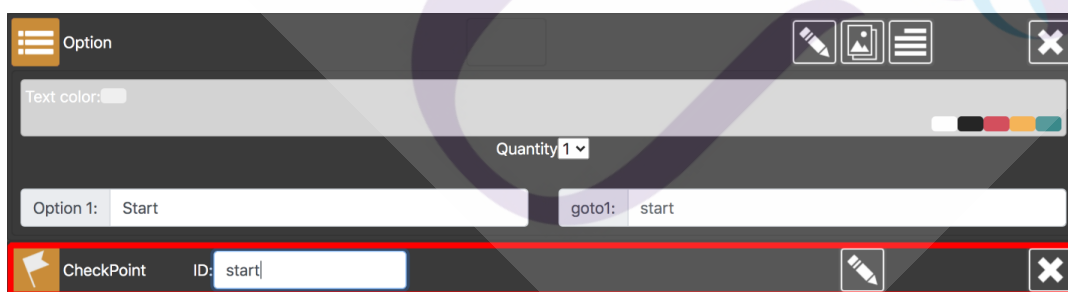 Option
Text color:
Quantity 1
Option 1: Start goto1: start
CheckPoint ID: start